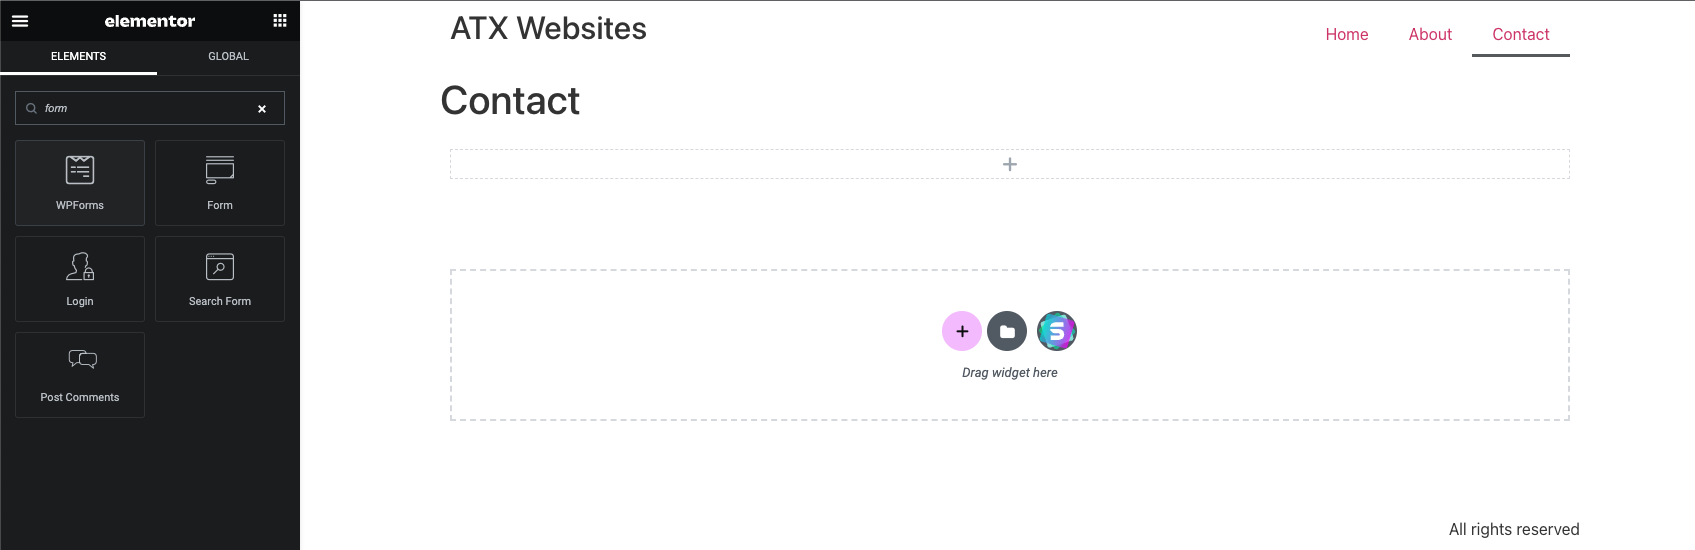 elementor
ELEMENTS
GLOBAL
form
WPForms
Form
Login
Search Form
Post Comments
ATX Websites
Home
About
Contact
Contact
Drag widget here
All rights reserved